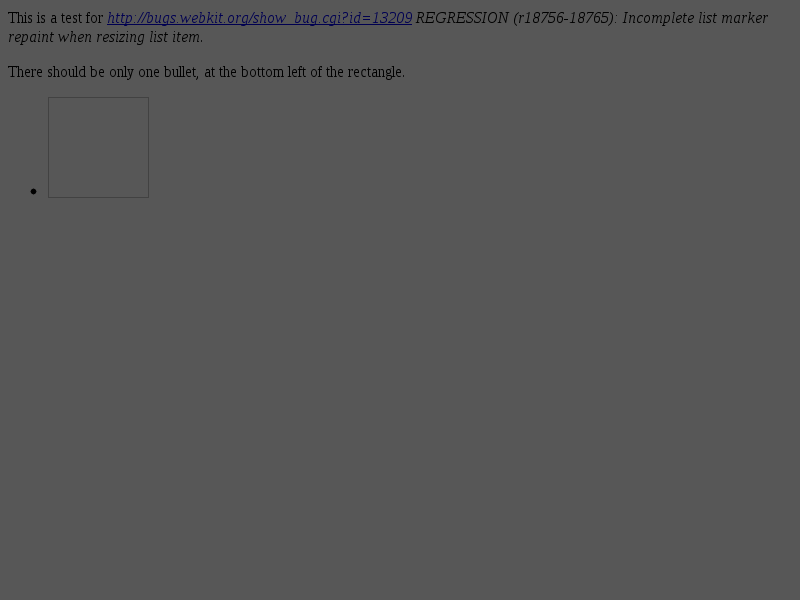 This is a test for http://bugs.webkit.org/show_bug.cgi?id=13209 REGRESSION (r18756-18765): Incomplete list marker
repaint when resizing list item.
There should be only one bullet, at the bottom left of the rectangle.